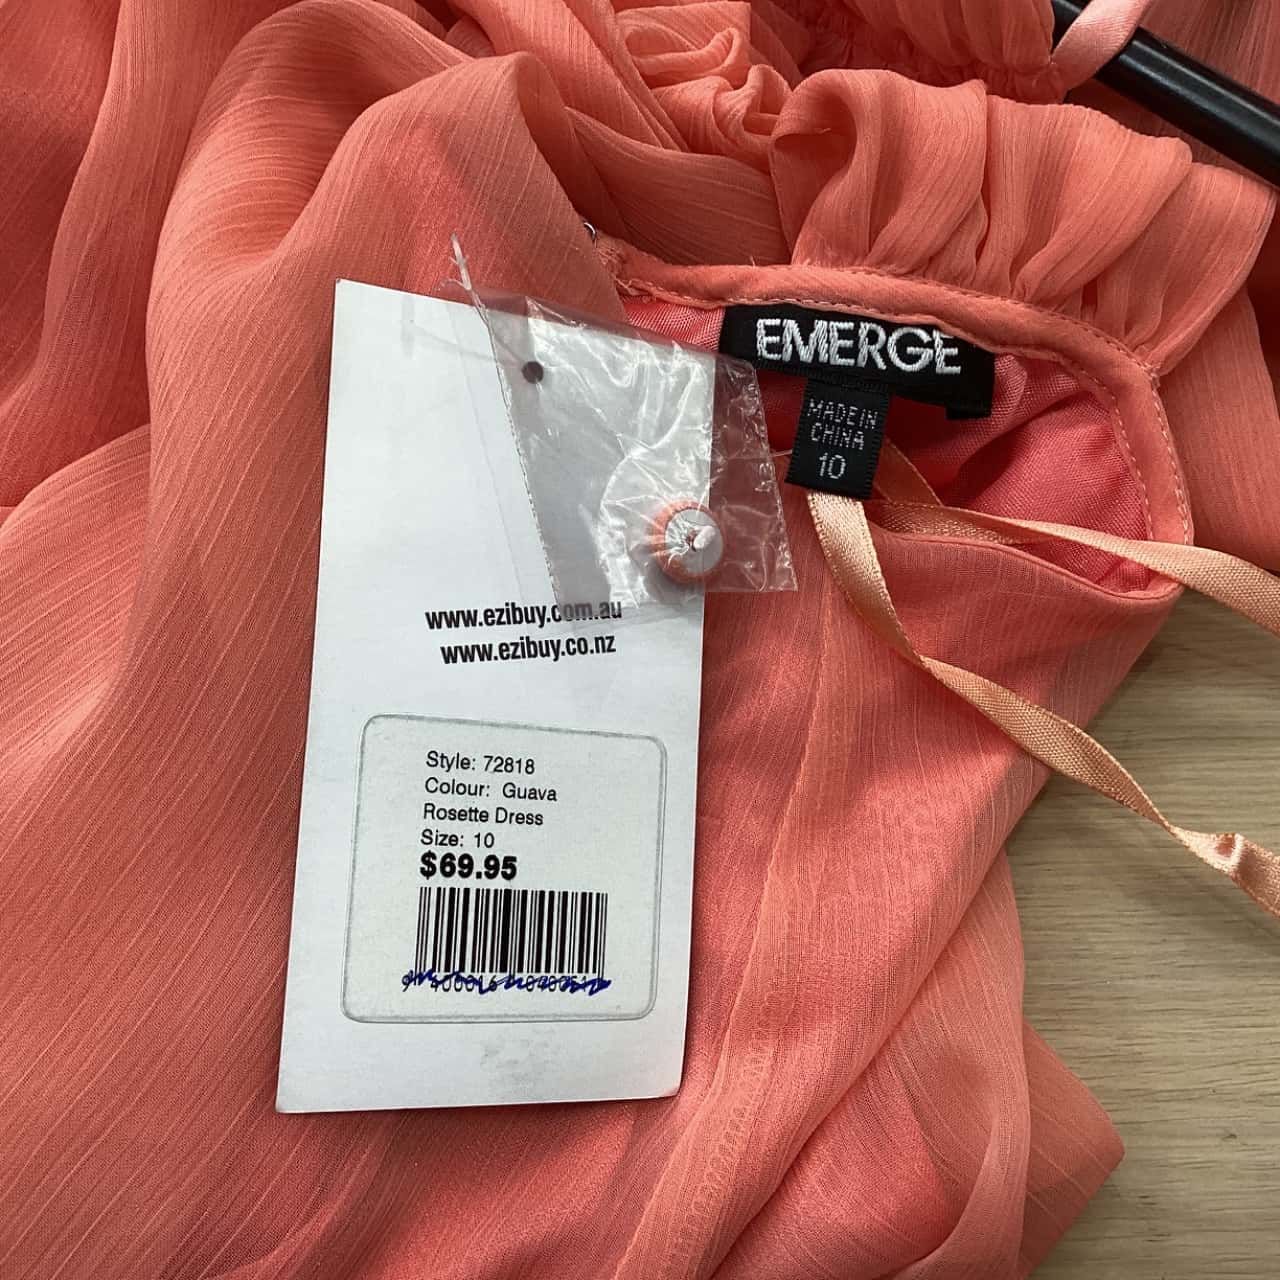 EMERGE
MADE IN
CHINA
10
www.ezibuy.com.au
www.ezibuy.co.nz
Style: 72818
Colour: Guava
Rosette Dress
Size: 10
$69.95